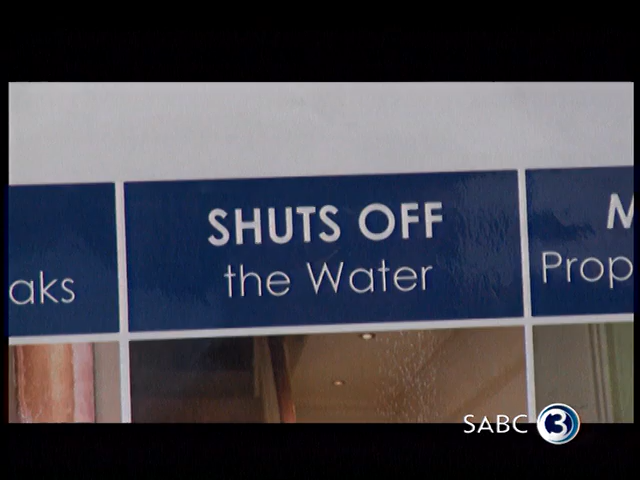 SHUTS OFF
the Water
aks
M
Prop
SABC 3